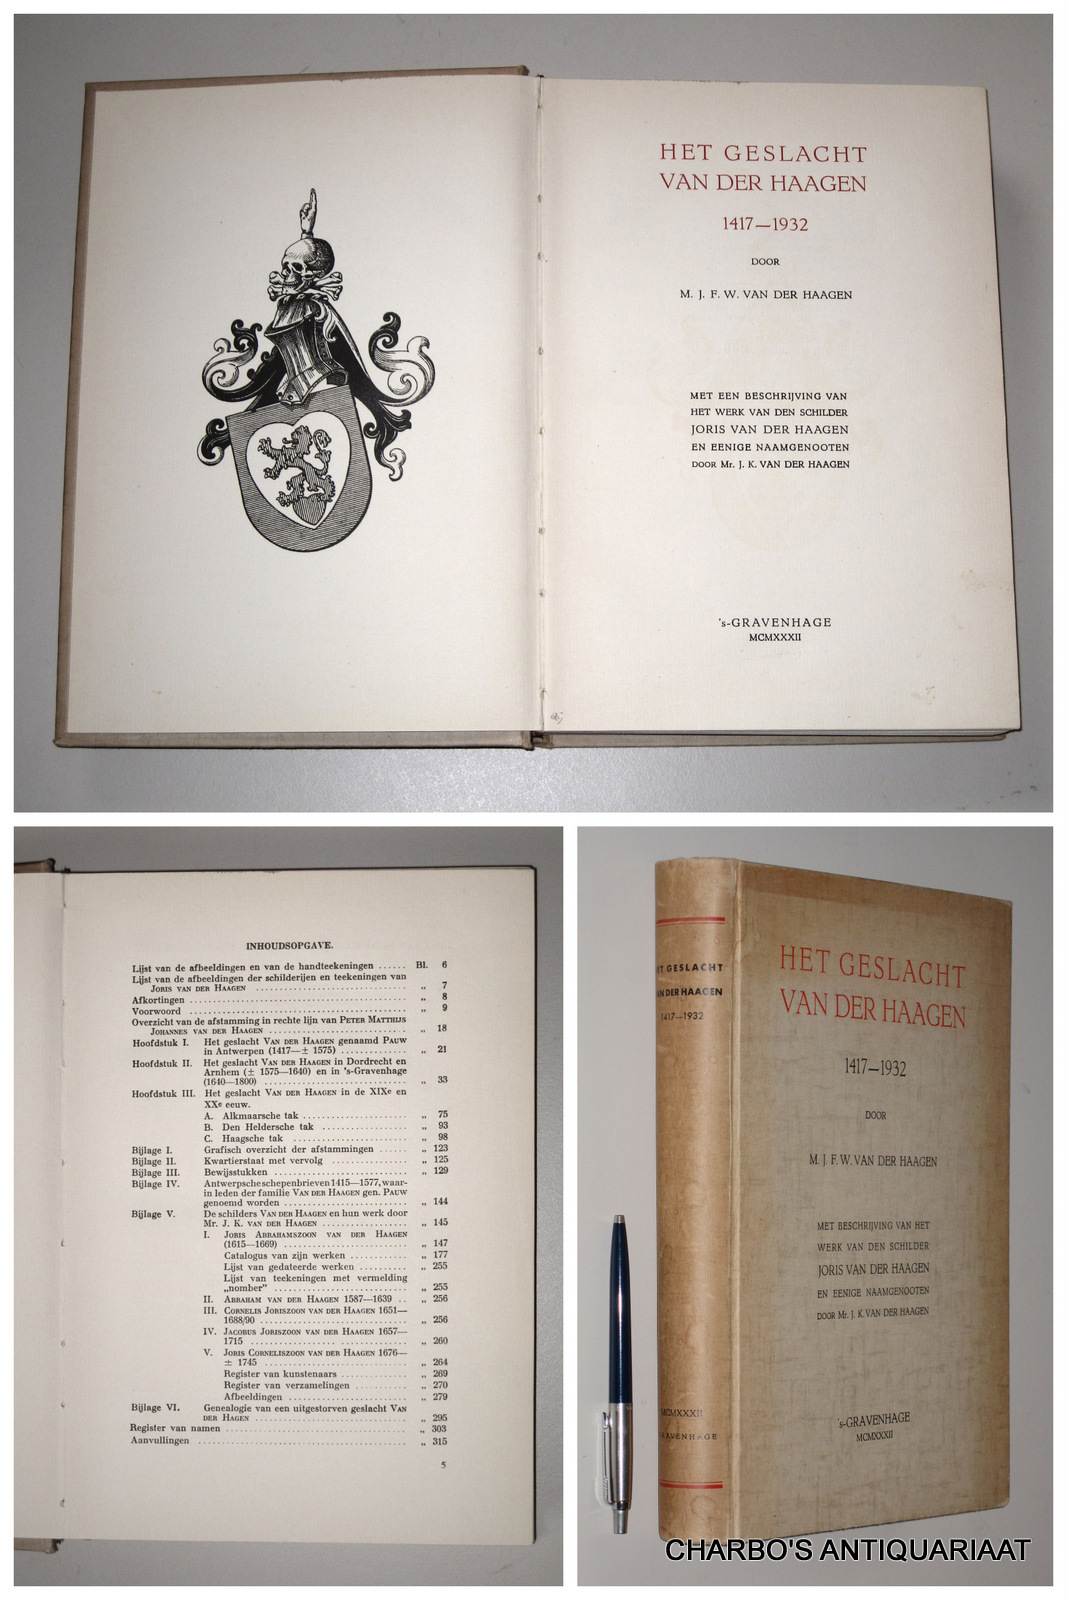 HET GESLACHT
VAN DER HAAGEN
1417—1932
DOOR
M. J. F. W. VAN DER HAAGEN
MET EEN BESCHRIJVING VAN
HET WERK VAN DEN SCHILDER
JORIS VAN DER HAAGEN
EN EENIGE NAAMGENOOTEN
DOOR Mr. J. K. VAN DER HAAGEN
's-GRAVENHAGE
MCMXXXII
INHOUDSOPGAVE.
Lijst van de afbeeldingen en van de handteekeningen ...... Bl. 6
Lijst van de afbeeldingen der schilderijen en teekeningen van
JORIS VAN DER HAAGEN ...... „ 7
Afkortingen ...... „ 8
Voorwoord ...... „ 9
Overzicht van de afstamming in rechte lijn van PETER MATTHIJS
JOHANNES VAN DER HAAGEN ...... „ 18
Hoofdstuk I. Het geslacht VAN DER HAAGEN genaamd PAUW
in Antwerpen (1417—± 1575) ...... „ 21
Hoofdstuk II. Het geslacht VAN DER HAAGEN in Dordrecht en
Arnhem (± 1575—1640) en in 's-Gravenhage
(1640—1800) ...... „ 33
Hoofdstuk III. Het geslacht VAN DER HAAGEN in de XIXe en
XXe eeuw.
A. Alkmaarsche tak ...... „ 75
B. Den Heldersche tak ...... „ 93
C. Haagsche tak ...... „ 98
Bijlage I. Grafisch overzicht der afstammingen ...... „ 123
Bijlage II. Kwartierstaat met vervolg ...... „ 125
Bijlage III. Bewijsstukken ...... „ 129
Bijlage IV. Antwerpsche schepenbrieven 1415—1577, waar-
in leden der familie VAN DER HAAGEN gen. PAUW
genoemd worden ...... „ 144
Bijlage V. De schilders VAN DER HAAGEN en hun werk door
Mr. J. K. VAN DER HAAGEN ...... „ 145
I. JORIS ABRAHAMSZOON VAN DER HAAGEN
(1615—1669) ...... „ 147
Catalogus van zijn werken ...... „ 177
Lijst van gedateerde werken ...... „ 255
Lijst van teekeningen met vermelding
„nomber" ...... „ 255
II. ABRAHAM VAN DER HAAGEN 1587—1639 .. „ 256
III. CORNELIS JORISZOON VAN DER HAAGEN 1651—
1688/90 ...... „ 256
IV. JACOBUS JORISZOON VAN DER HAAGEN 1657—
1715 ...... „ 260
V. JORIS CORNELISZOON VAN DER HAAGEN 1676—
± 1745 ...... „ 264
Register van kunstenaars ...... „ 269
Register van verzamelingen ...... „ 270
Afbeeldingen ...... „ 279
Bijlage VI. Genealogie van een uitgestorven geslacht VAN
DER HAGEN ...... „ 295
Register van namen ...... „ 303
Aanvullingen ...... „ 315
5
GESLACHT
DER HAAGEN
1417—1932
MCMXXXII
HET GESLACHT
VAN DER HAAGEN
1417—1932
DOOR
M. J. F. W. VAN DER HAAGEN
MET BESCHRIJVING VAN HET
WERK VAN DEN SCHILDER
JORIS VAN DER HAAGEN
EN EENIGE NAAMGENOOTEN
DOOR Mr. J. K. VAN DER HAAGEN
's-GRAVENHAGE
MCMXXXII
CHARBO'S ANTIQUARIAAT